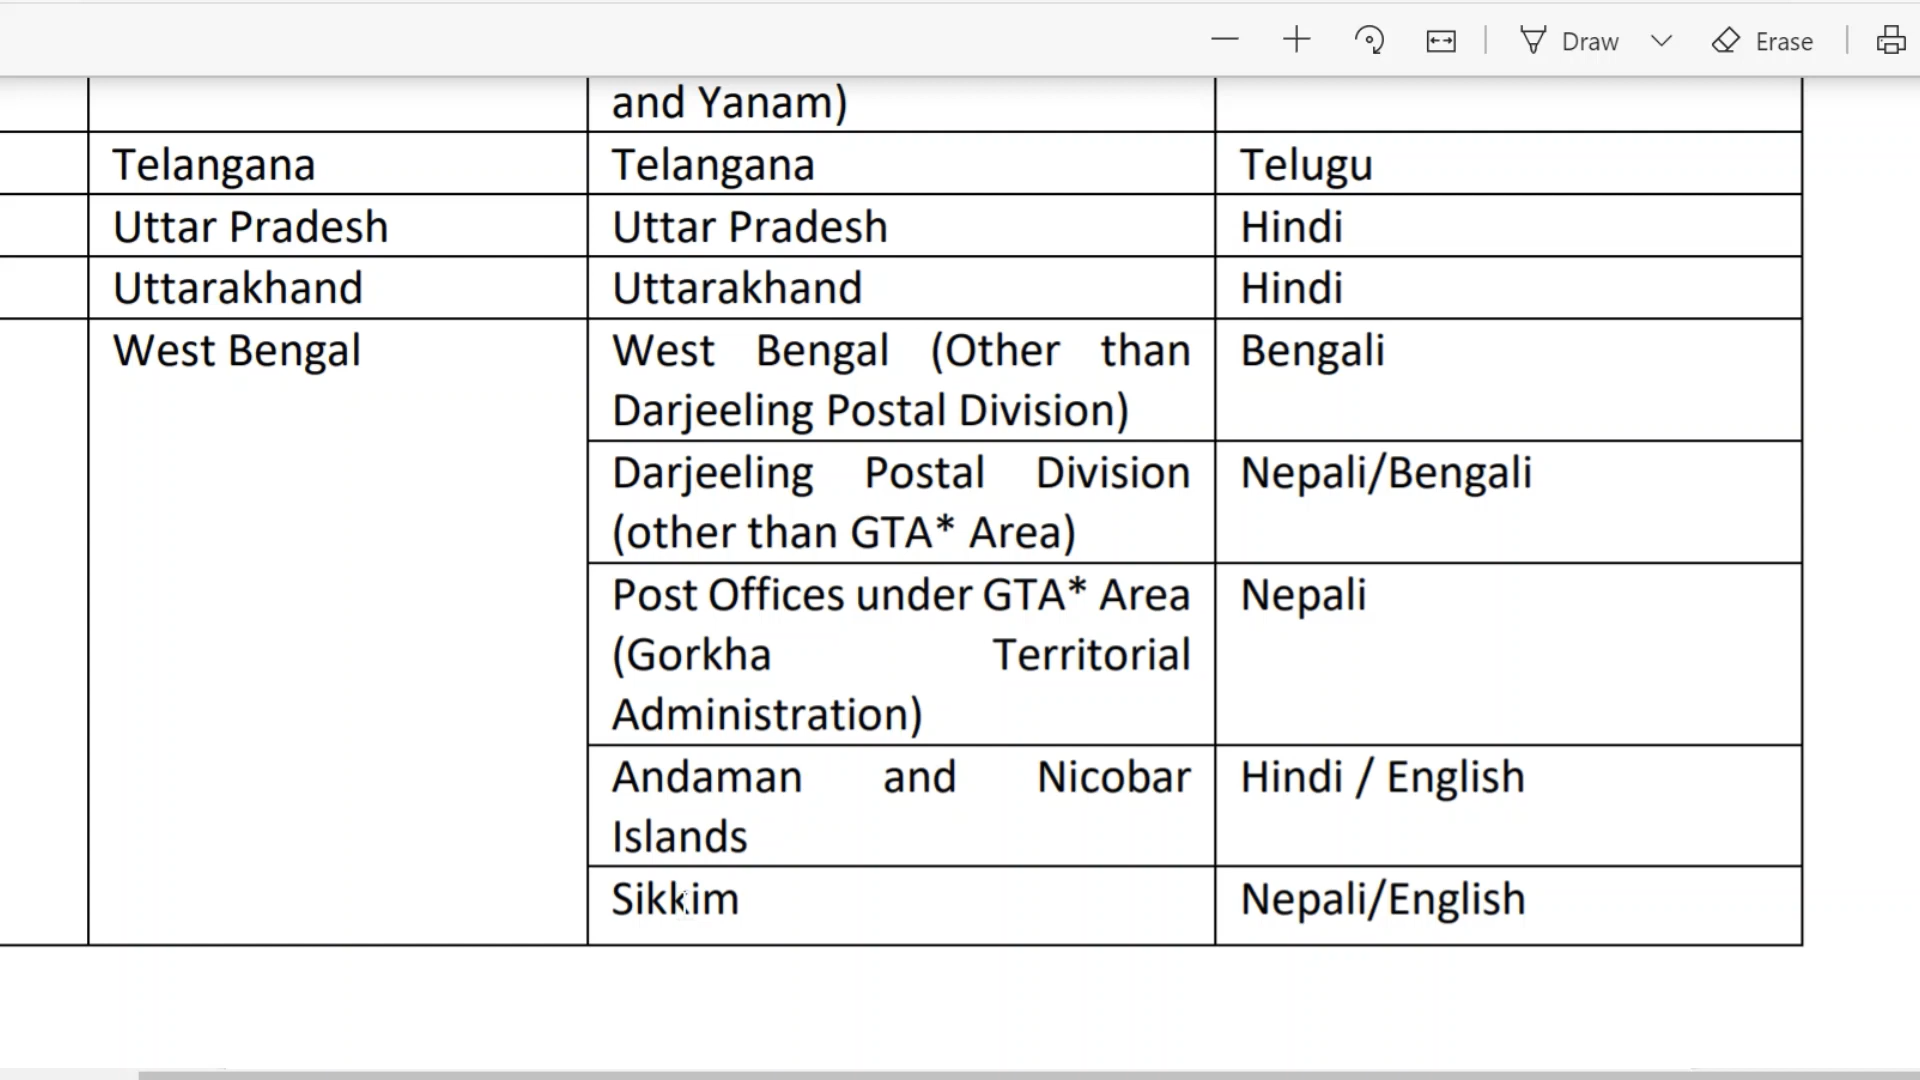 Draw
Erase
and Yanam)
Telangana Telangana Telugu
Uttar Pradesh Uttar Pradesh Hindi
Uttarakhand Uttarakhand Hindi
West Bengal West Bengal (Other than Bengali
Darjeeling Postal Division)
Darjeeling Postal Division Nepali/Bengali
(other than GTA* Area)
Post Offices under GTA* Area Nepali
(Gorkha Territorial
Administration)
Andaman and Nicobar Hindi / English
Islands
Sikkim Nepali/English